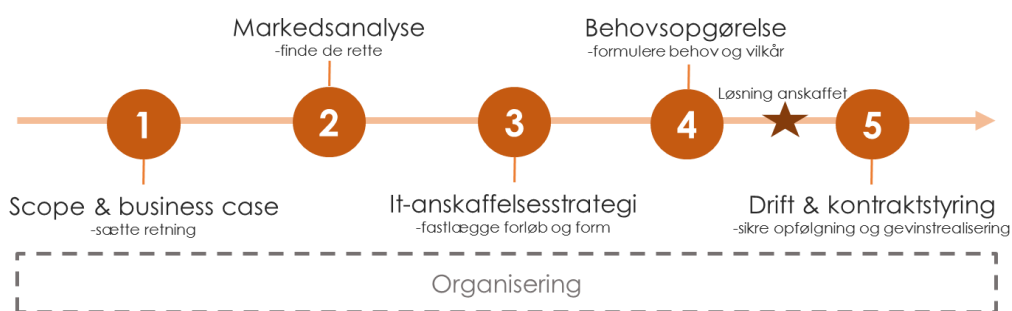 Markedsanalyse
-finde de rette
Behovsopgørelse
-formulere behov og vilkår
Løsning anskaffet
1
2
3
4
5
Scope & business case
-sætte retning
It-anskaffelsesstrategi
-fastlægge forløb og form
Drift & kontraktstyring
-sikre opfølgning og gevinstrealisering
Organisering